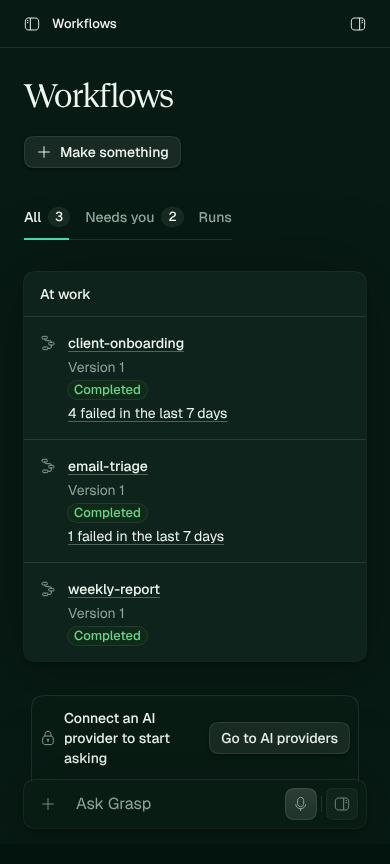 Workflows
Workflows
Make something
All 3 Needs you 2 Runs
At work
client-onboarding
Version 1
Completed
4 failed in the last 7 days
email-triage
Version 1
Completed
1 failed in the last 7 days
weekly-report
Version 1
Completed
Connect an AI
provider to start
asking
Go to AI providers
Ask Grasp